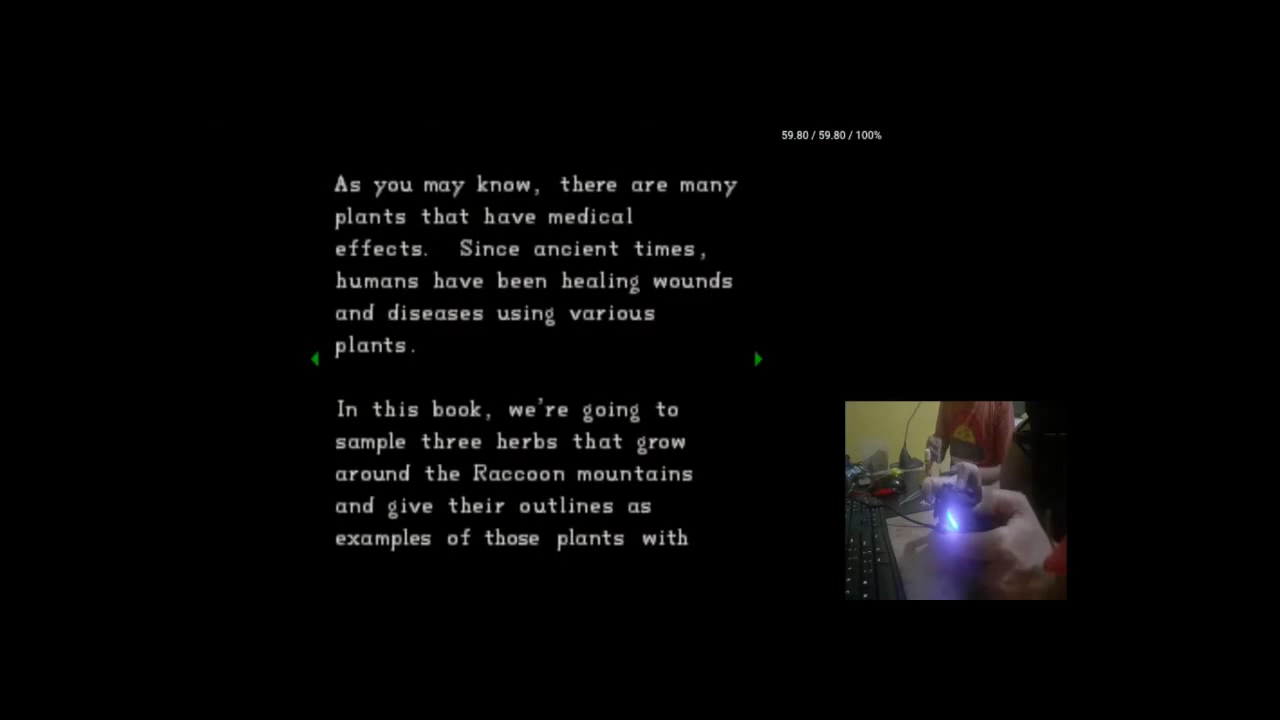 59.80 / 59.80 / 100%
As you may know, there are many
plants that have medical
effects. Since ancient times,
humans have been healing wounds
and diseases using various
plants.
In this book, we're going to
sample three herbs that grow
around the Raccoon mountains
and give their outlines as
examples of those plants with